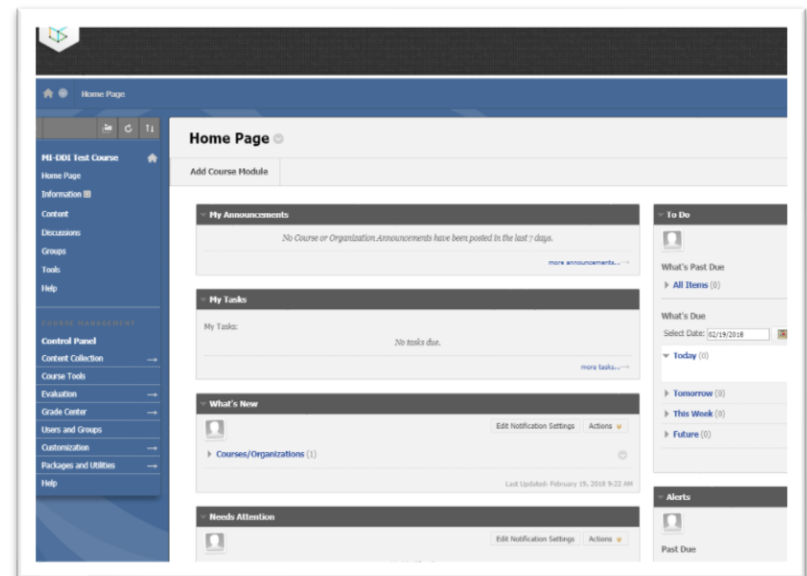 Home Page
MI-DDI Test Course
Home Page
Information
Content
Discussions
Groups
Tools
Help
COURSE MANAGEMENT
Control Panel
Content Collection
Course Tools
Evaluation
Grade Center
Users and Groups
Customization
Packages and Utilities
Help
Home Page
Add Course Module
My Announcements
No Course or Organization Announcements have been posted in the last 7 days.
more announcements...
My Tasks
My Tasks:
No tasks due.
more tasks...
What's New
Edit Notification Settings Actions
Courses/Organizations (1)
Last Updated: February 19, 2018 9:22 AM
Needs Attention
Edit Notification Settings Actions
To Do
What's Past Due
All Items (0)
What's Due
Select Date: 02/19/2018
Today (0)
Tomorrow (0)
This Week (0)
Future (0)
Alerts
Past Due